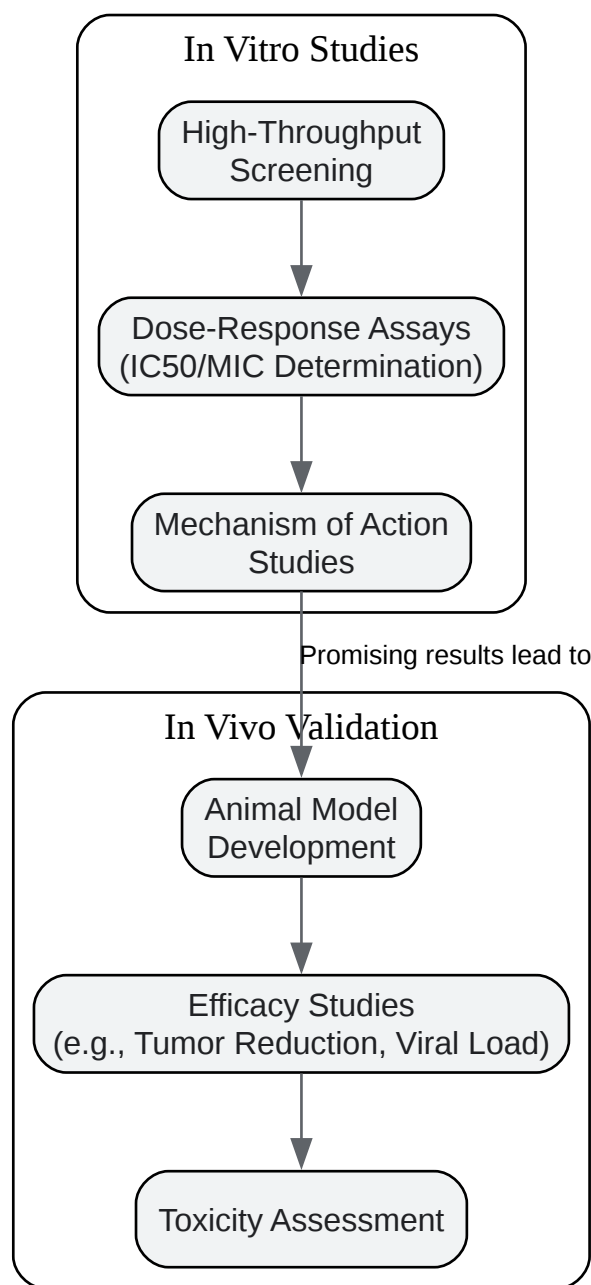 In Vitro Studies
High-Throughput
Screening
Dose-Response Assays
(IC50/MIC Determination)
Mechanism of Action
Studies
Promising results lead to
In Vivo Validation
Animal Model
Development
Efficacy Studies
(e.g., Tumor Reduction, Viral Load)
Toxicity Assessment